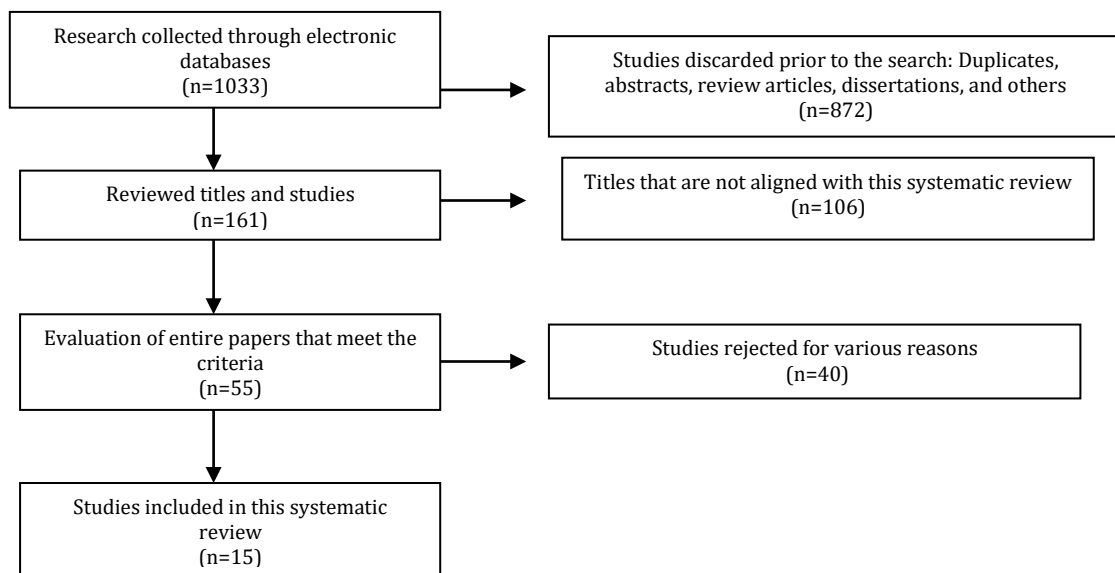 Research collected through electronic
databases
(n=1033)
Studies discarded prior to the search: Duplicates,
abstracts, review articles, dissertations, and others
(n=872)
Reviewed titles and studies
(n=161)
Titles that are not aligned with this systematic review
(n=106)
Evaluation of entire papers that meet the
criteria
(n=55)
Studies rejected for various reasons
(n=40)
Studies included in this systematic
review
(n=15)